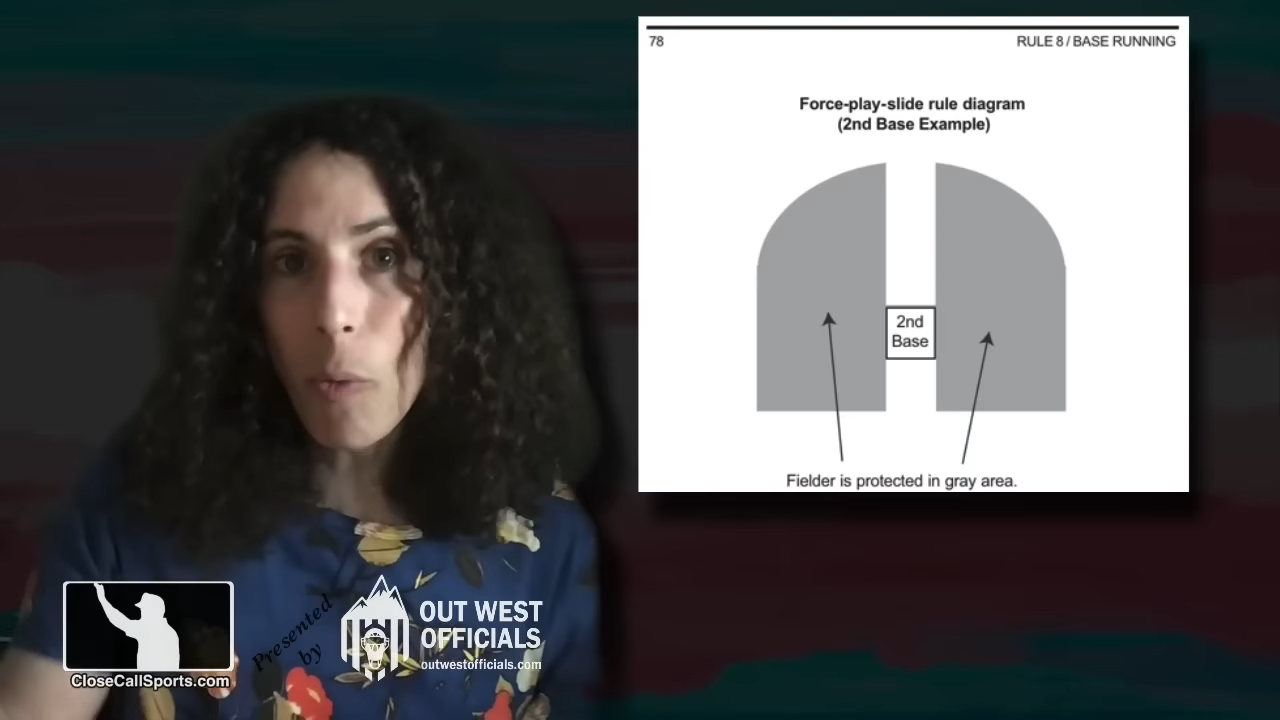 78
RULE 8 / BASE RUNNING
Force-play-slide rule diagram
(2nd Base Example)
2nd
Base
Fielder is protected in gray area.
CloseCallSports.com
Presented
by
OUT WEST
OFFICIALS
outwestofficials.com